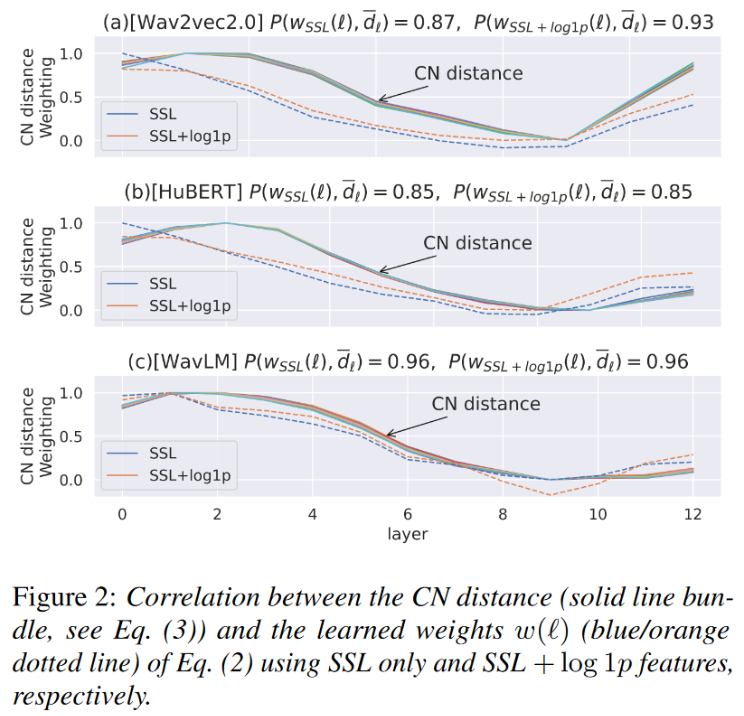 (a)[Wav2vec2.0] P(w_SSL(ℓ), d̅_ℓ) = 0.87, P(w_SSL+log1p(ℓ), d̅_ℓ) = 0.93
CN distance
Weighting
1.0
0.5
0.0
CN distance
SSL
SSL+log1p
(b)[HuBERT] P(w_SSL(ℓ), d̅_ℓ) = 0.85, P(w_SSL+log1p(ℓ), d̅_ℓ) = 0.85
CN distance
Weighting
1.0
0.5
0.0
CN distance
SSL
SSL+log1p
(c)[WavLM] P(w_SSL(ℓ), d̅_ℓ) = 0.96, P(w_SSL+log1p(ℓ), d̅_ℓ) = 0.96
CN distance
Weighting
1.0
0.5
0.0
CN distance
SSL
SSL+log1p
0 2 4 6 8 10 12
layer
Figure 2: Correlation between the CN distance (solid line bun-
dle, see Eq. (3)) and the learned weights w(ℓ) (blue/orange
dotted line) of Eq. (2) using SSL only and SSL + log 1p features,
respectively.